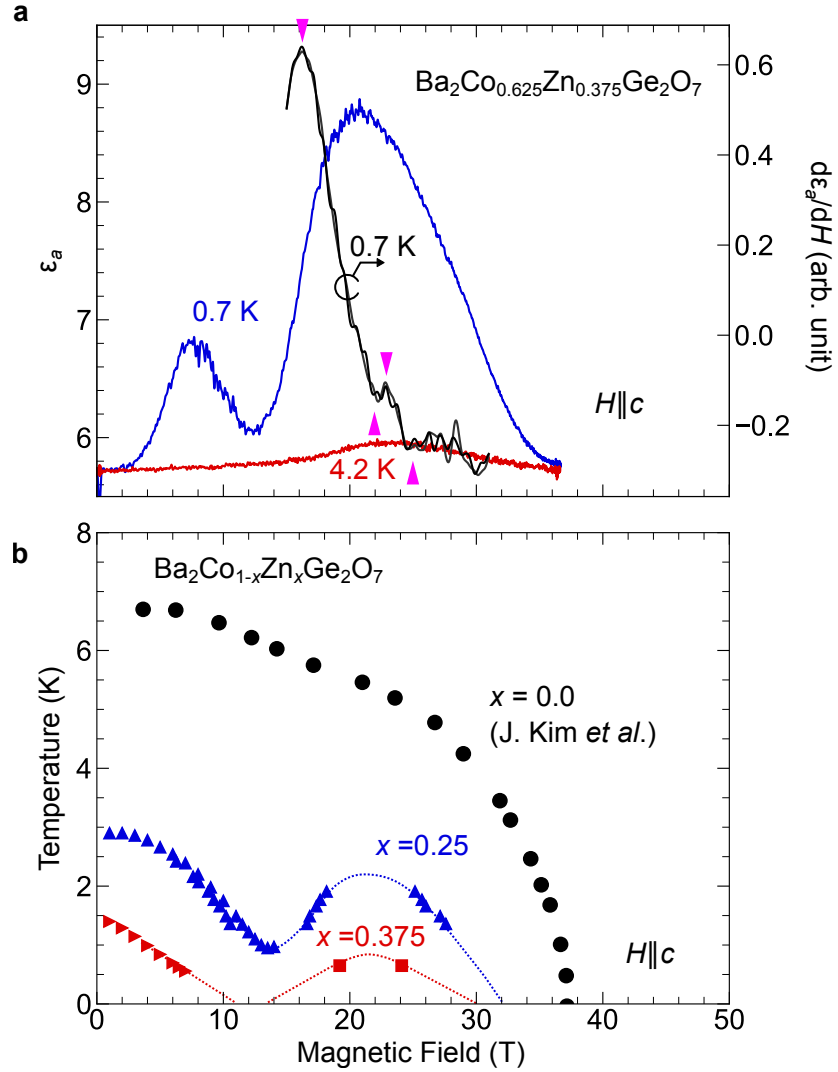 a
Ba₂Co₀.₆₂₅Zn₀.₃₇₅Ge₂O₇
9
8
7
6
εₐ
0.6
0.4
0.2
0.0
−0.2
dεₐ/dH (arb. unit)
0.7 K
0.7 K
4.2 K
H∥c
b
Ba₂Co₁₋ₓZnₓGe₂O₇
8
6
4
2
0
Temperature (K)
x = 0.0
(J. Kim et al.)
x =0.25
x =0.375
H∥c
0 10 20 30 40 50
Magnetic Field (T)